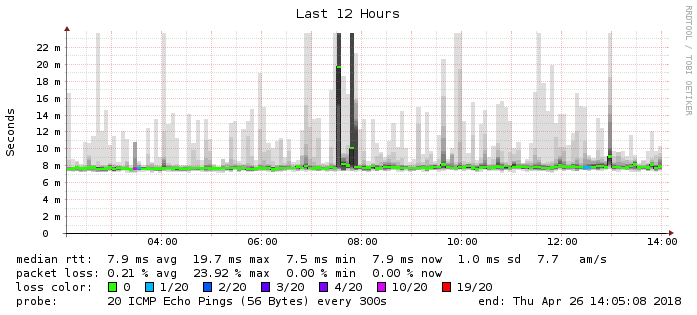 Last 12 Hours
RRDTOOL / TOBI OETIKER
Seconds
22 m
20 m
18 m
16 m
14 m
12 m
10 m
8 m
6 m
4 m
2 m
0
04:00 06:00 08:00 10:00 12:00 14:00
median rtt: 7.9 ms avg 19.7 ms max 7.5 ms min 7.9 ms now 1.0 ms sd 7.7 am/s
packet loss: 0.21 % avg 23.92 % max 0.00 % min 0.00 % now
loss color: 0 1/20 2/20 3/20 4/20 10/20 19/20
probe: 20 ICMP Echo Pings (56 Bytes) every 300s end: Thu Apr 26 14:05:08 2018